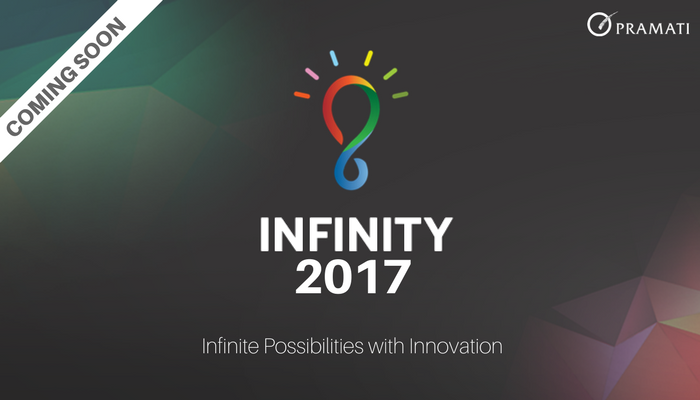 COMING SOON
PRAMATI
INFINITY
2017
Infinite Possibilities with Innovation